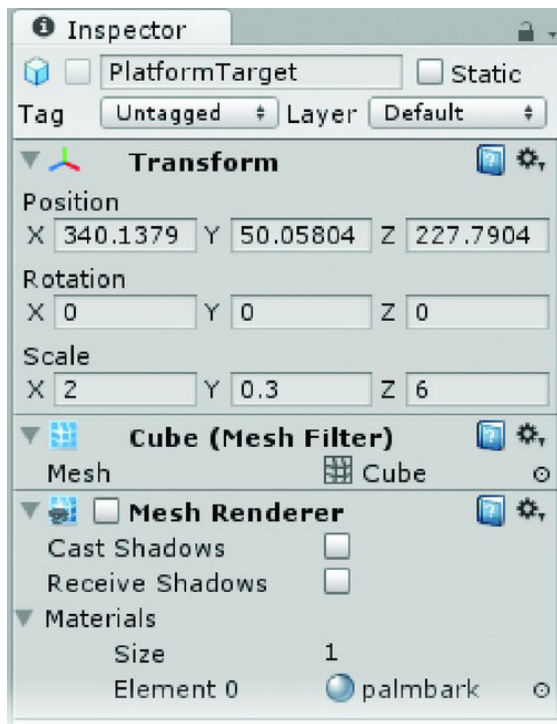 Inspector
PlatformTarget Static
Tag Untagged Layer Default
Transform
Position
X 340.1379 Y 50.05804 Z 227.7904
Rotation
X 0 Y 0 Z 0
Scale
X 2 Y 0.3 Z 6
Cube (Mesh Filter)
Mesh Cube
Mesh Renderer
Cast Shadows
Receive Shadows
Materials
Size 1
Element 0 palmbark